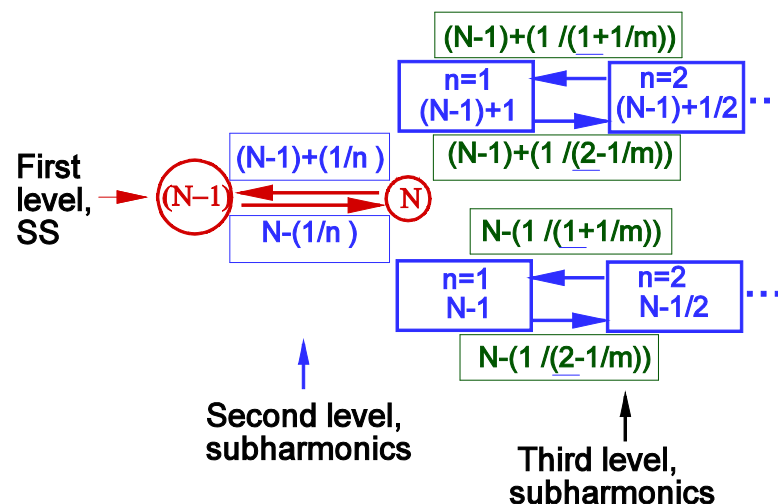 (N-1)+(1 /(1+1/m))
n=1
(N-1)+1
n=2
(N-1)+1/2
...
(N-1)+(1 /(2-1/m))
First
level,
SS
(N-1)+(1/n )
(N−1)
N
N-(1/n )
N-(1 /(1+1/m))
n=1
N-1
n=2
N-1/2
...
N-(1 /(2-1/m))
Second level,
subharmonics
Third level,
subharmonics